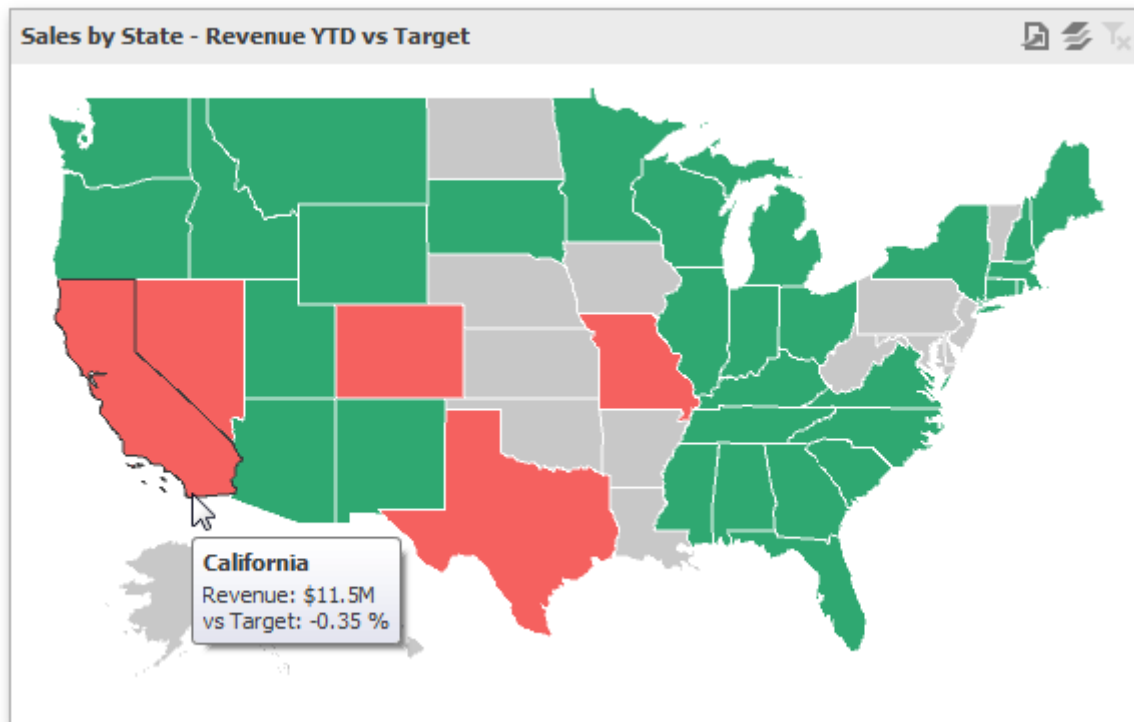 Sales by State - Revenue YTD vs Target
California
Revenue: $11.5M
vs Target: -0.35 %